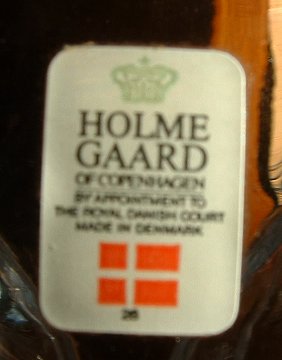 HOLME
GAARD
OF COPENHAGEN
BY APPOINTMENT TO
THE ROYAL DANISH COURT
MADE IN DENMARK
26